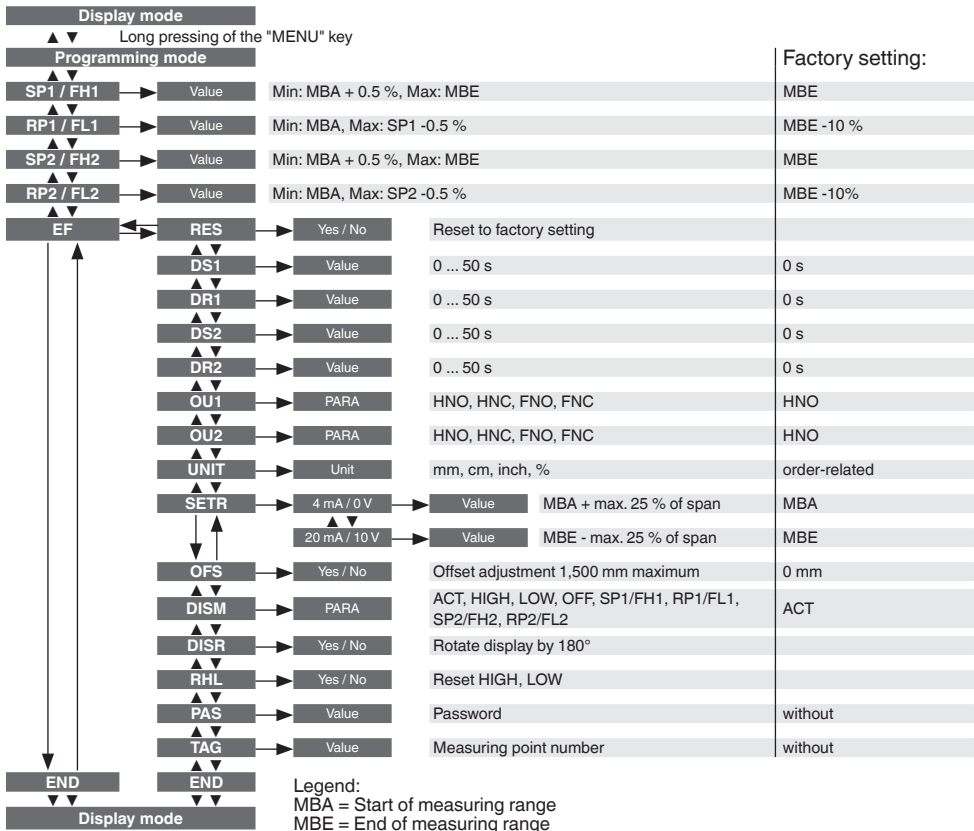 Display mode
Long pressing of the "MENU" key
Programming mode Factory setting:
SP1 / FH1 Value Min: MBA + 0.5 %, Max: MBE MBE
RP1 / FL1 Value Min: MBA, Max: SP1 -0.5 % MBE -10 %
SP2 / FH2 Value Min: MBA + 0.5 %, Max: MBE MBE
RP2 / FL2 Value Min: MBA, Max: SP2 -0.5 % MBE -10%
EF RES Yes / No Reset to factory setting
DS1 Value 0 ... 50 s 0 s
DR1 Value 0 ... 50 s 0 s
DS2 Value 0 ... 50 s 0 s
DR2 Value 0 ... 50 s 0 s
OU1 PARA HNO, HNC, FNO, FNC HNO
OU2 PARA HNO, HNC, FNO, FNC HNO
UNIT Unit mm, cm, inch, % order-related
SETR 4 mA / 0 V Value MBA + max. 25 % of span MBA
20 mA / 10 V Value MBE - max. 25 % of span MBE
OFS Yes / No Offset adjustment 1,500 mm maximum 0 mm
DISM PARA ACT, HIGH, LOW, OFF, SP1/FH1, RP1/FL1, ACT
SP2/FH2, RP2/FL2
DISR Yes / No Rotate display by 180°
RHL Yes / No Reset HIGH, LOW
PAS Value Password without
TAG Value Measuring point number without
END END Legend:
MBA = Start of measuring range
Display mode MBE = End of measuring range